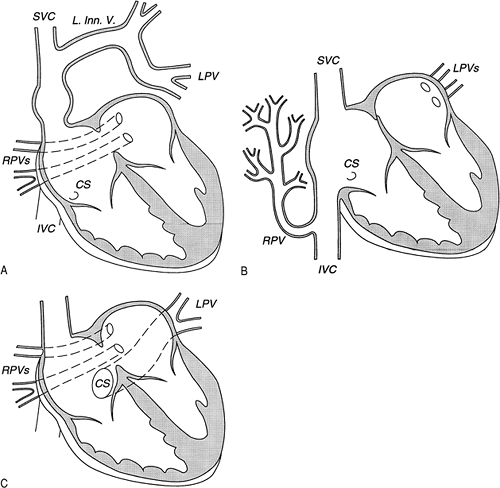 SVC
L. Inn. V.
LPV
RPVs
CS
IVC
A
SVC
LPVs
CS
RPV
IVC
B
LPV
RPVs
CS
C